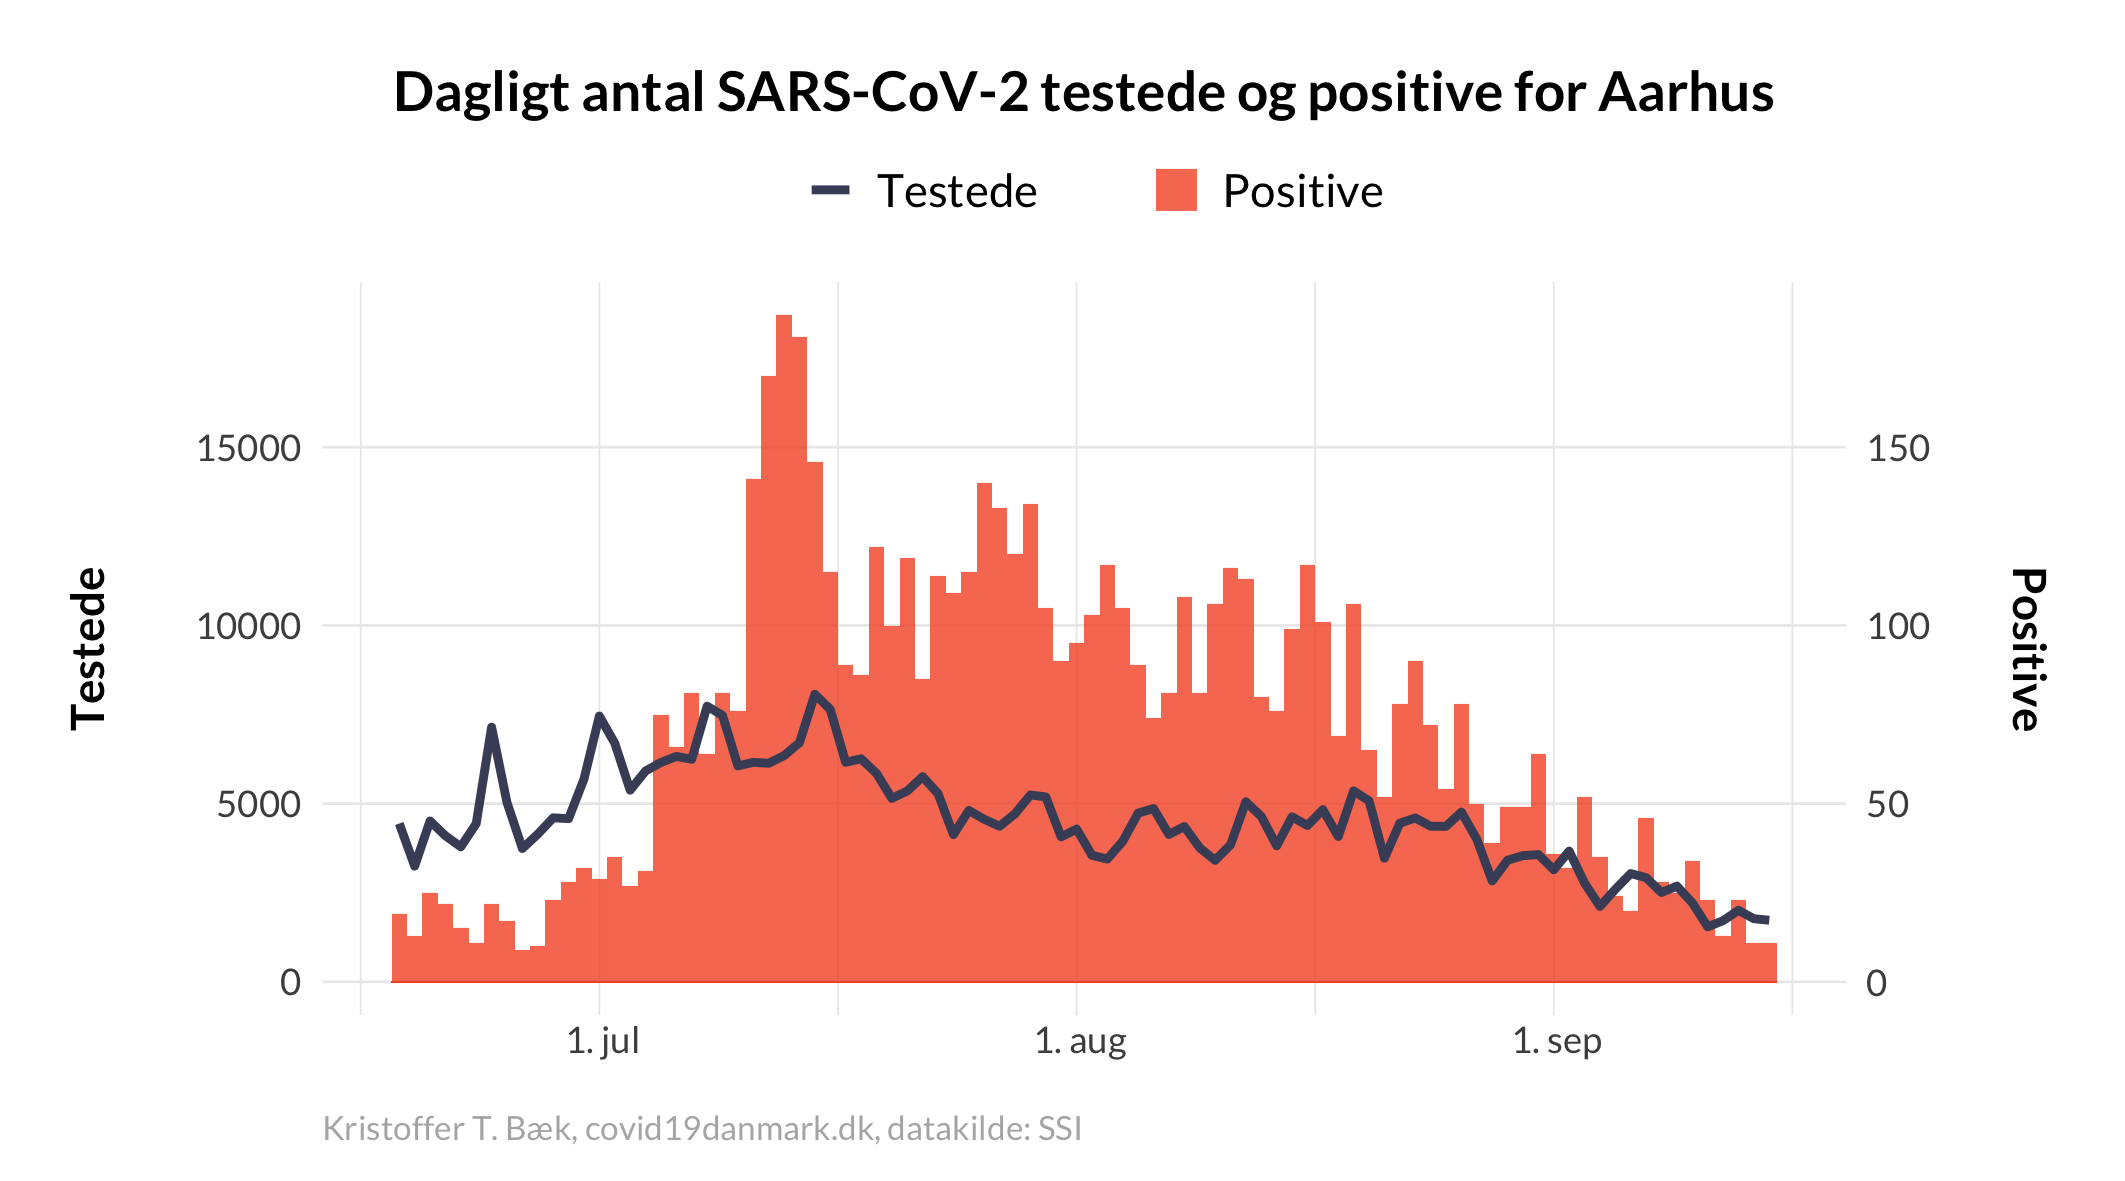 Dagligt antal SARS-CoV-2 testede og positive for Aarhus
Testede
Positive
Testede
15000
10000
5000
0
150
100
50
0
Positive
1. jul
1. aug
1. sep
Kristoffer T. Bæk, covid19danmark.dk, datakilde: SSI